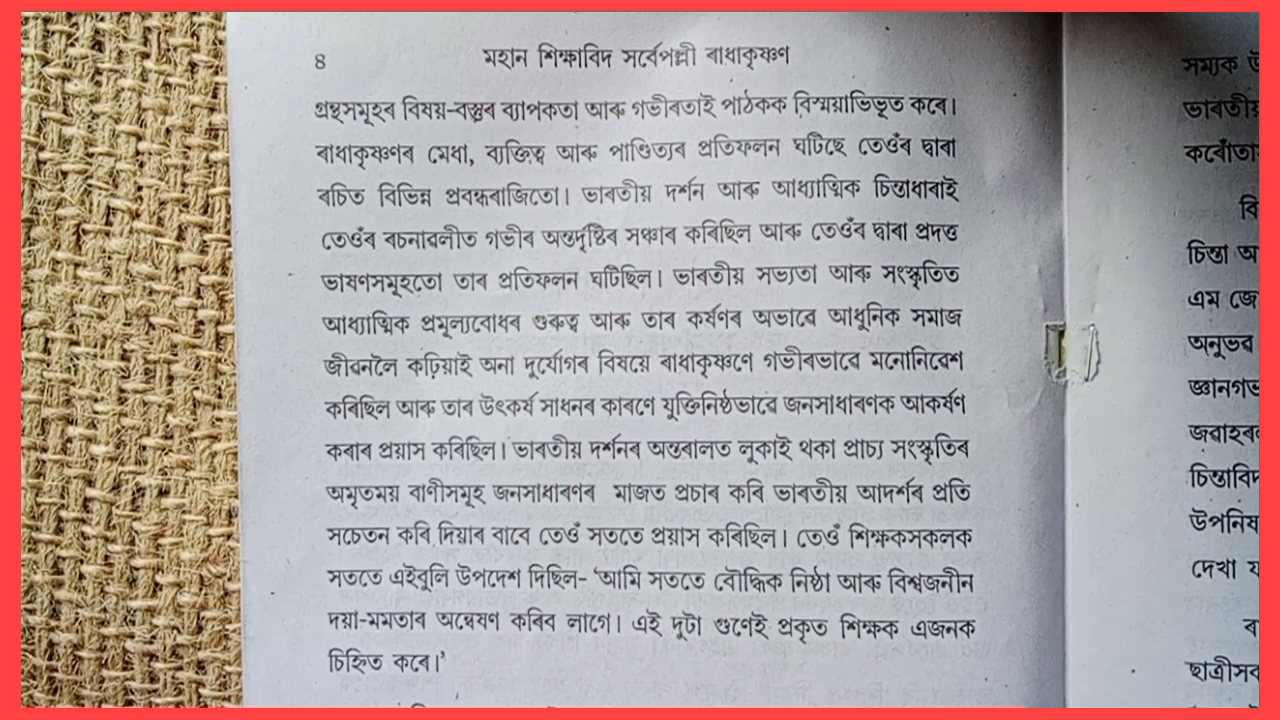 ৪
মহান শিক্ষাবিদ সৰ্বেপল্লী ৰাধাকৃষ্ণণ
গ্ৰন্থসমূহৰ বিষয়-বস্তুৰ ব্যাপকতা আৰু গভীৰতাই পাঠকক বিস্ময়াভিভূত কৰে।
ৰাধাকৃষ্ণণৰ মেধা, ব্যক্তিত্ব আৰু পাণ্ডিত্যৰ প্ৰতিফলন ঘটিছে তেওঁৰ দ্বাৰা
ৰচিত বিভিন্ন প্ৰবন্ধৰাজিতো। ভাৰতীয় দৰ্শন আৰু আধ্যাত্মিক চিন্তাধাৰাই
তেওঁৰ ৰচনাৱলীত গভীৰ অন্তৰ্দৃষ্টিৰ সঞ্চাৰ কৰিছিল আৰু তেওঁৰ দ্বাৰা প্ৰদত্ত
ভাষণসমূহতো তাৰ প্ৰতিফলন ঘটিছিল। ভাৰতীয় সভ্যতা আৰু সংস্কৃতিত
আধ্যাত্মিক প্ৰমূল্যবোধৰ গুৰুত্ব আৰু তাৰ কৰ্ষণৰ অভাৱে আধুনিক সমাজ
জীৱনলৈ কঢ়িয়াই অনা দুৰ্যোগৰ বিষয়ে ৰাধাকৃষ্ণণে গভীৰভাৱে মনোনিৱেশ
কৰিছিল আৰু তাৰ উৎকৰ্ষ সাধনৰ কাৰণে যুক্তিনিষ্ঠভাৱে জনসাধাৰণক আকৰ্ষণ
কৰাৰ প্ৰয়াস কৰিছিল। ভাৰতীয় দৰ্শনৰ অন্তৰালত লুকাই থকা প্ৰাচ্য সংস্কৃতিৰ
অমৃতময় বাণীসমূহ জনসাধাৰণৰ মাজত প্ৰচাৰ কৰি ভাৰতীয় আদৰ্শৰ প্ৰতি
সচেতন কৰি দিয়াৰ বাবে তেওঁ সততে প্ৰয়াস কৰিছিল। তেওঁ শিক্ষকসকলক
সততে এইবুলি উপদেশ দিছিল- ‘আমি সততে বৌদ্ধিক নিষ্ঠা আৰু বিশ্বজনীন
দয়া-মমতাৰ অন্বেষণ কৰিব লাগে। এই দুটা গুণেই প্ৰকৃত শিক্ষক এজনক
চিহ্নিত কৰে।’
সম্যক
ভাৰতীয়
চিন্তা
এম জে
অনুভৱ
দেখা